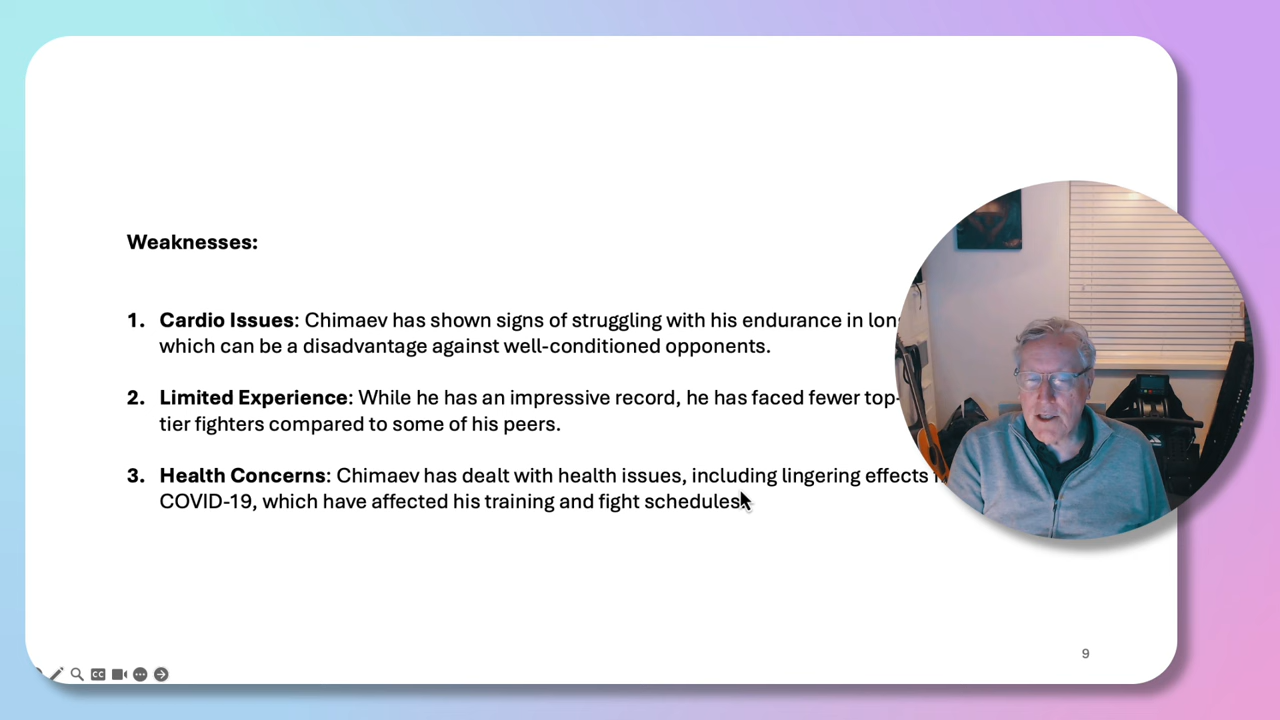 Weaknesses:
1. Cardio Issues: Chimaev has shown signs of struggling with his endurance in
which can be a disadvantage against well-conditioned opponents.
2. Limited Experience: While he has an impressive record, he has faced fewer top-
tier fighters compared to some of his peers.
3. Health Concerns: Chimaev has dealt with health issues, including lingering effects
COVID-19, which have affected his training and fight schedules.
9
CC